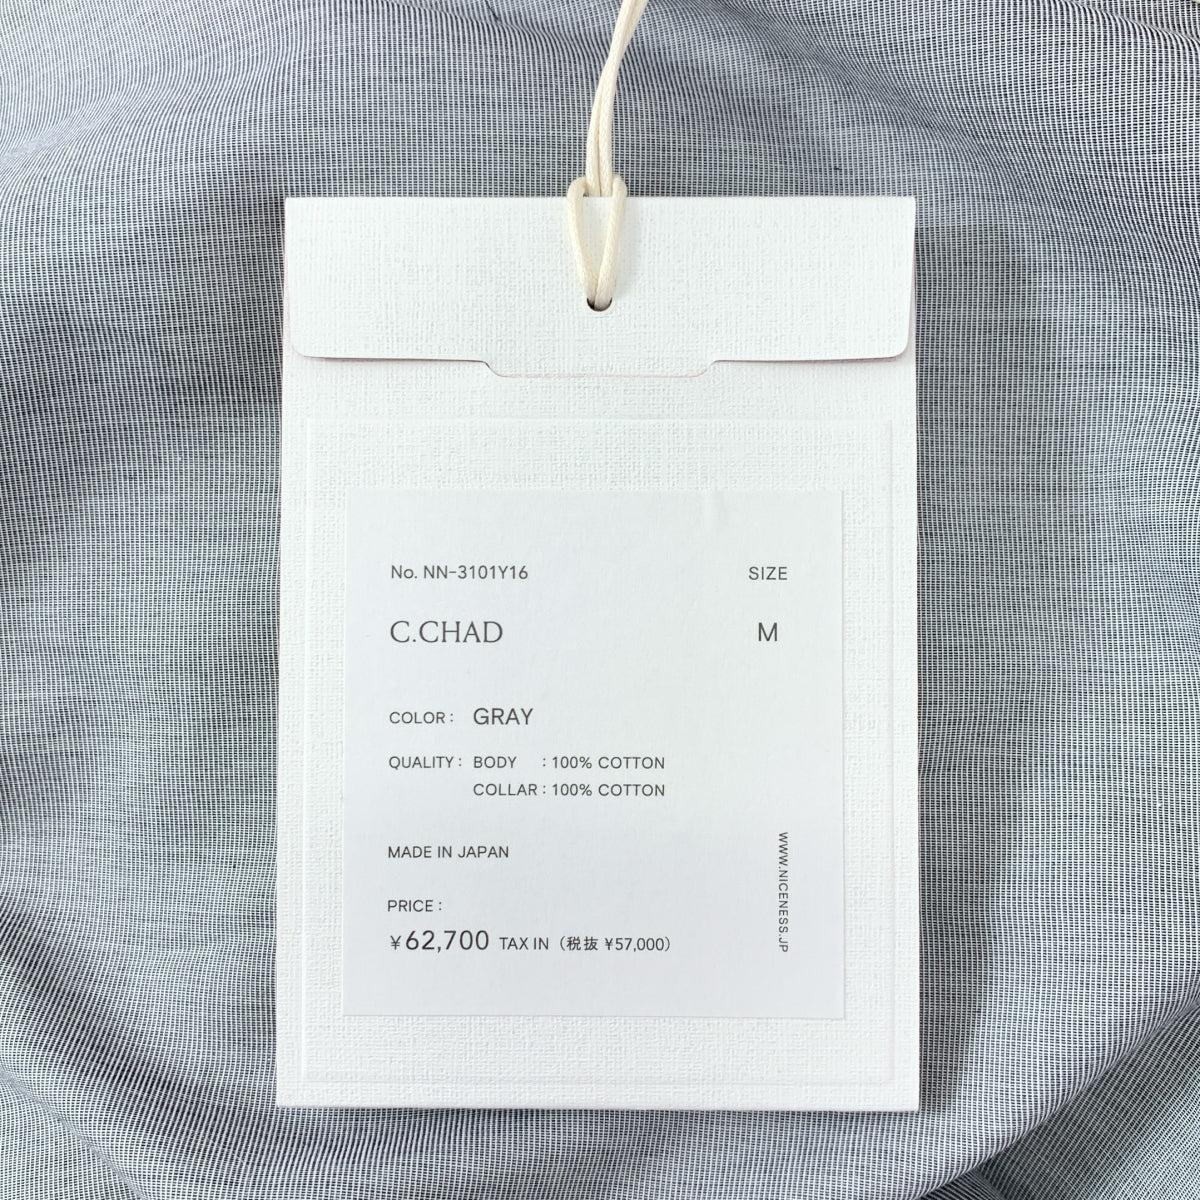 No. NN-3101Y16
SIZE
C.CHAD
M
COLOR : GRAY
QUALITY : BODY : 100% COTTON
COLLAR : 100% COTTON
MADE IN JAPAN
PRICE :
¥62,700 TAX IN (税抜 ¥57,000)
WWW.NICENESS.JP